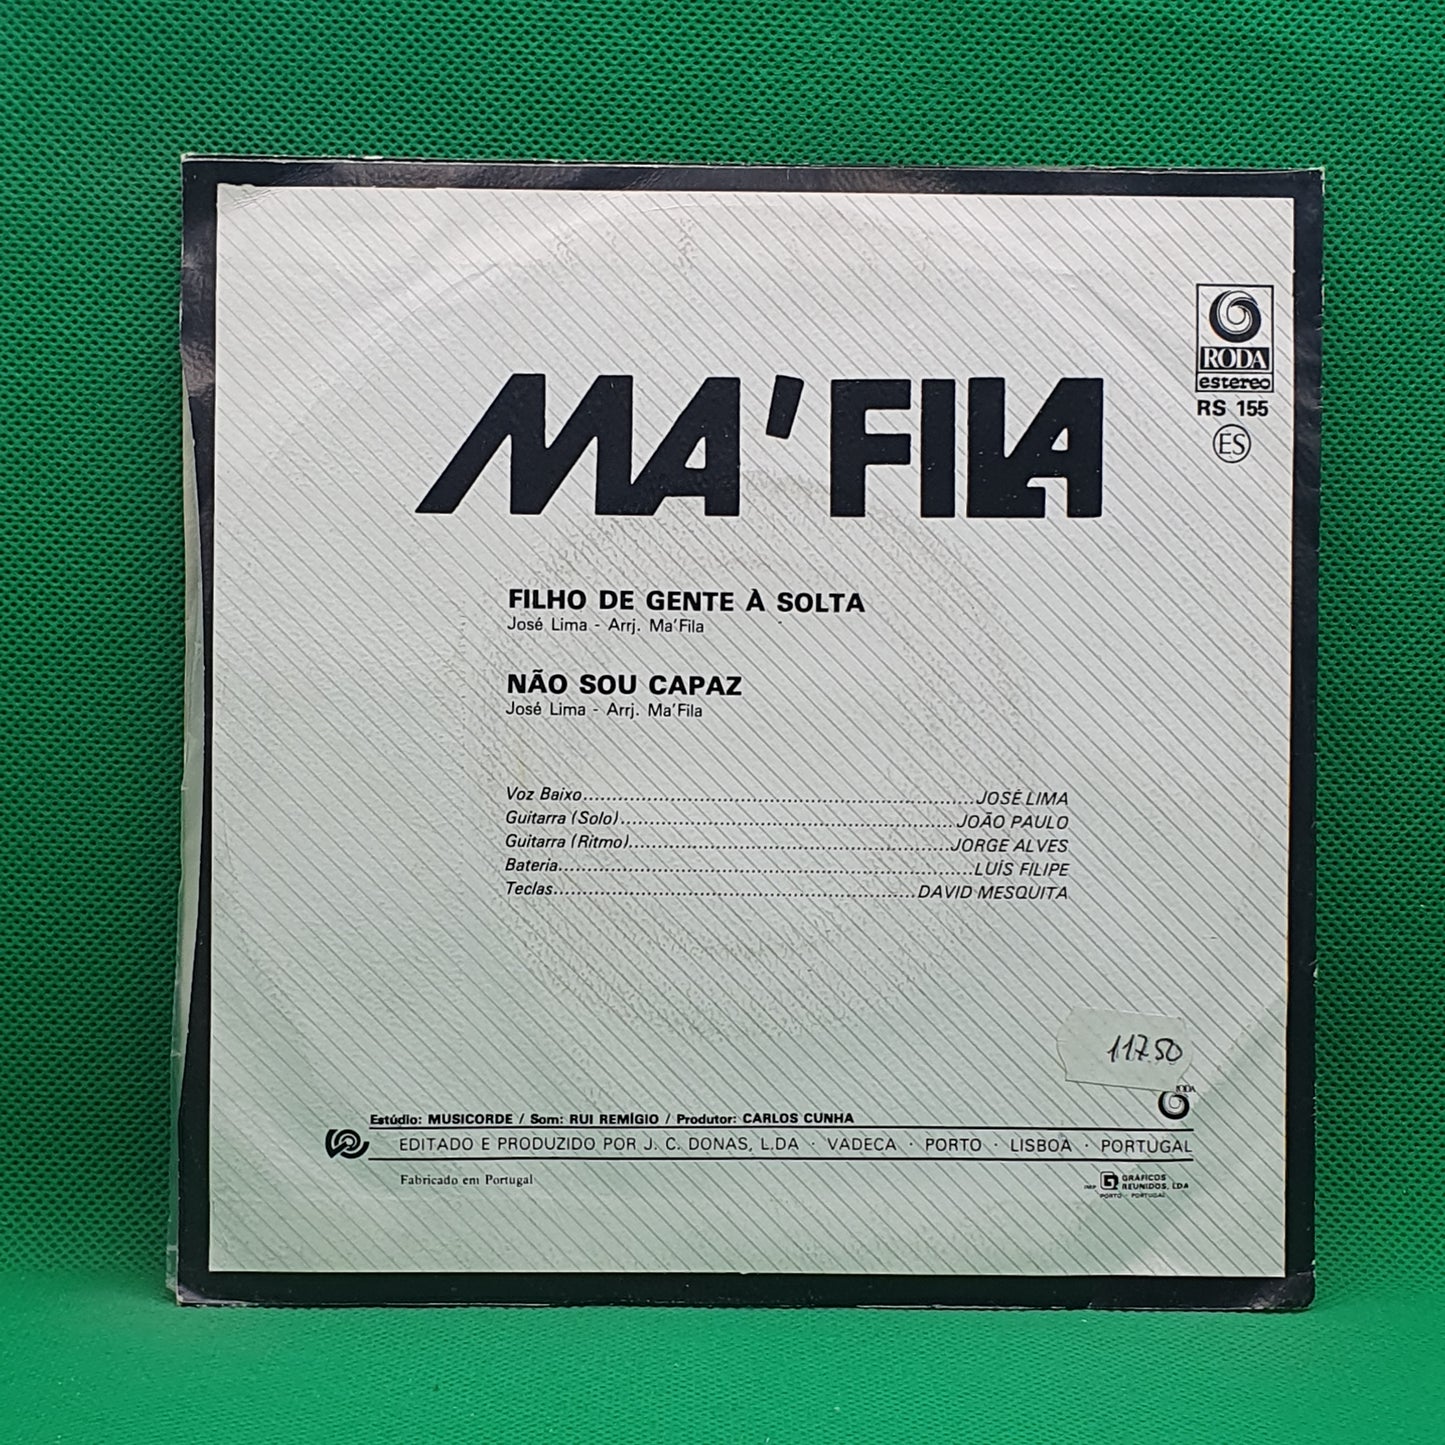 RODA
estereo
RS 155
ES
MA'FILA
FILHO DE GENTE À SOLTA
José Lima - Arrj. Ma'Fila
NÃO SOU CAPAZ
José Lima - Arrj. Ma'Fila
Voz Baixo......JOSÉ LIMA
Guitarra (Solo)......JOÃO PAULO
Guitarra (Ritmo)......JORGE ALVES
Bateria......LUÍS FILIPE
Teclas......DAVID MESQUITA
117.50
RODA
Estúdio: MUSICORDE / Som: RUI REMÍGIO / Produtor: CARLOS CUNHA
EDITADO E PRODUZIDO POR J. C. DONAS, L.DA · VADECA · PORTO · LISBOA · PORTUGAL
Fabricado em Portugal
IMP. GRÁFICOS
REUNIDOS, LDA
PORTO - PORTUGAL